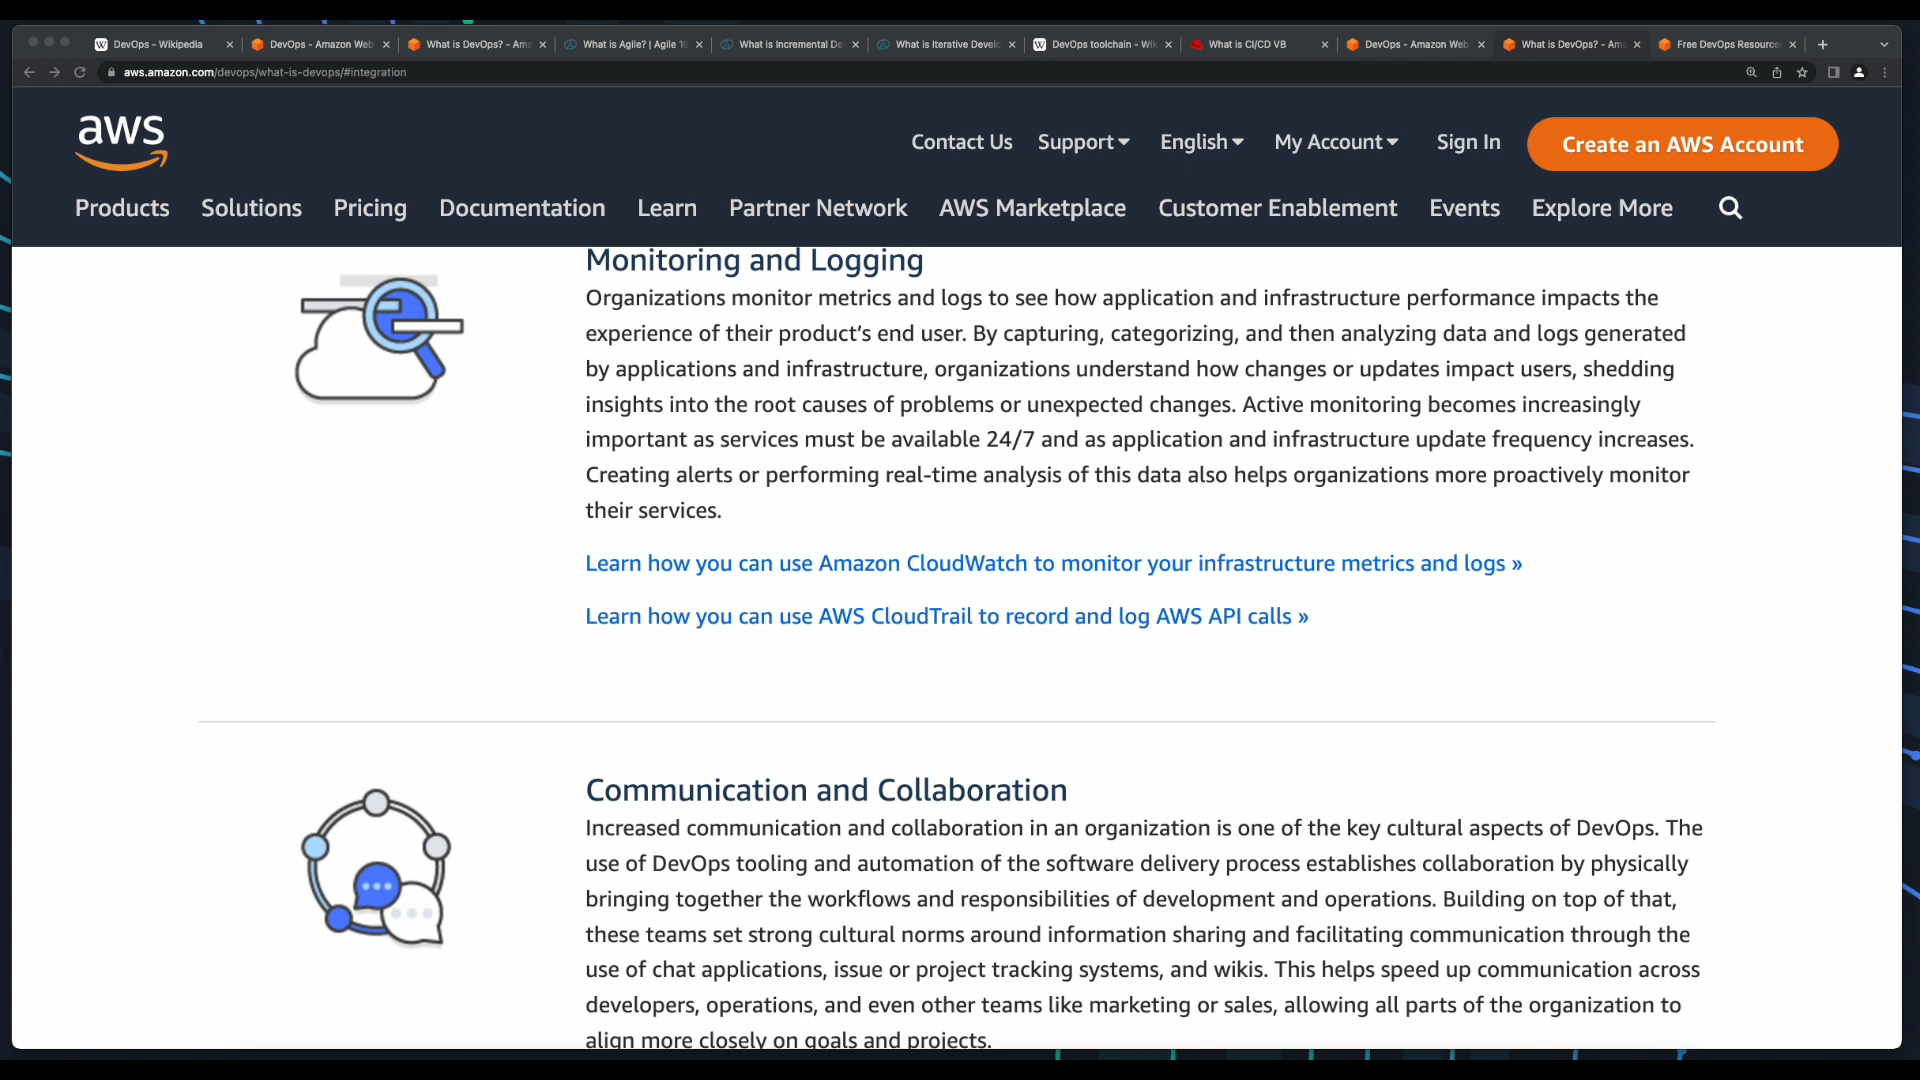 DevOps - Wikipedia
DevOps - Amazon Web
What is DevOps? - Ama
What is Agile? | Agile 10
What is Incremental De
What is Iterative Develo
DevOps toolchain - Wik
What is CI/CD VB
DevOps - Amazon Web
What is DevOps? - Ama
Free DevOps Resource
aws.amazon.com/devops/what-is-devops/#integration
aws
Contact Us Support English My Account Sign In Create an AWS Account
Products Solutions Pricing Documentation Learn Partner Network AWS Marketplace Customer Enablement Events Explore More
Monitoring and Logging
Organizations monitor metrics and logs to see how application and infrastructure performance impacts the
experience of their product’s end user. By capturing, categorizing, and then analyzing data and logs generated
by applications and infrastructure, organizations understand how changes or updates impact users, shedding
insights into the root causes of problems or unexpected changes. Active monitoring becomes increasingly
important as services must be available 24/7 and as application and infrastructure update frequency increases.
Creating alerts or performing real-time analysis of this data also helps organizations more proactively monitor
their services.
Learn how you can use Amazon CloudWatch to monitor your infrastructure metrics and logs »
Learn how you can use AWS CloudTrail to record and log AWS API calls »
Communication and Collaboration
Increased communication and collaboration in an organization is one of the key cultural aspects of DevOps. The
use of DevOps tooling and automation of the software delivery process establishes collaboration by physically
bringing together the workflows and responsibilities of development and operations. Building on top of that,
these teams set strong cultural norms around information sharing and facilitating communication through the
use of chat applications, issue or project tracking systems, and wikis. This helps speed up communication across
developers, operations, and even other teams like marketing or sales, allowing all parts of the organization to
align more closely on goals and projects.